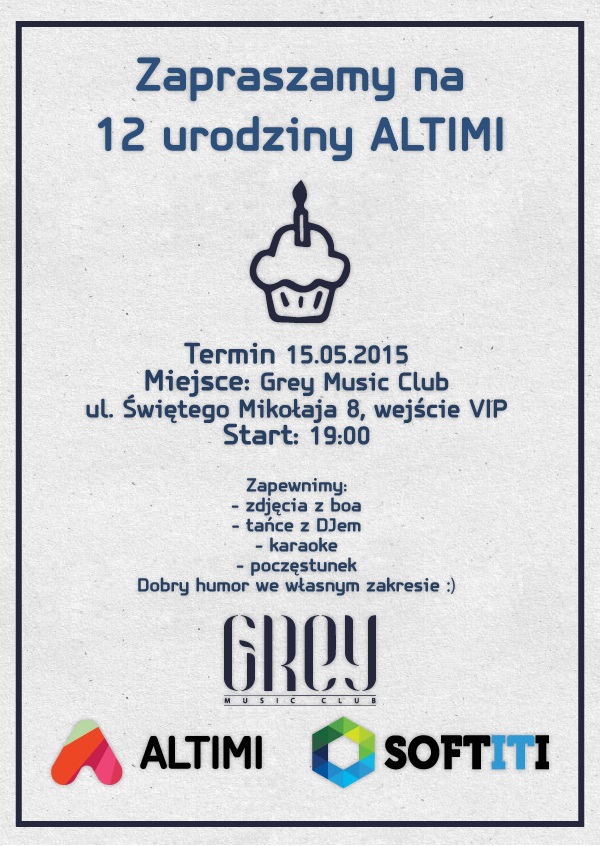 Zapraszamy na
12 urodziny ALTIMI
Termin 15.05.2015
Miejsce: Grey Music Club
ul. Świętego Mikołaja 8, wejście VIP
Start: 19:00
Zapewnimy:
- zdjęcia z boa
- tańce z DJem
- karaoke
- poczęstunek
Dobry humor we własnym zakresie :)
GREY
MUSIC CLUB
ALTIMI
SOFTITI